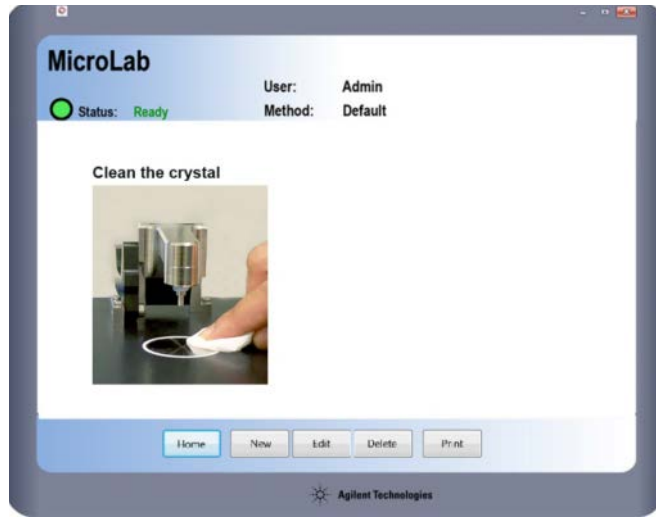 MicroLab
User: Admin
Status: Ready
Method: Default
Clean the crystal
Home New Edit Delete Print
Agilent Technologies